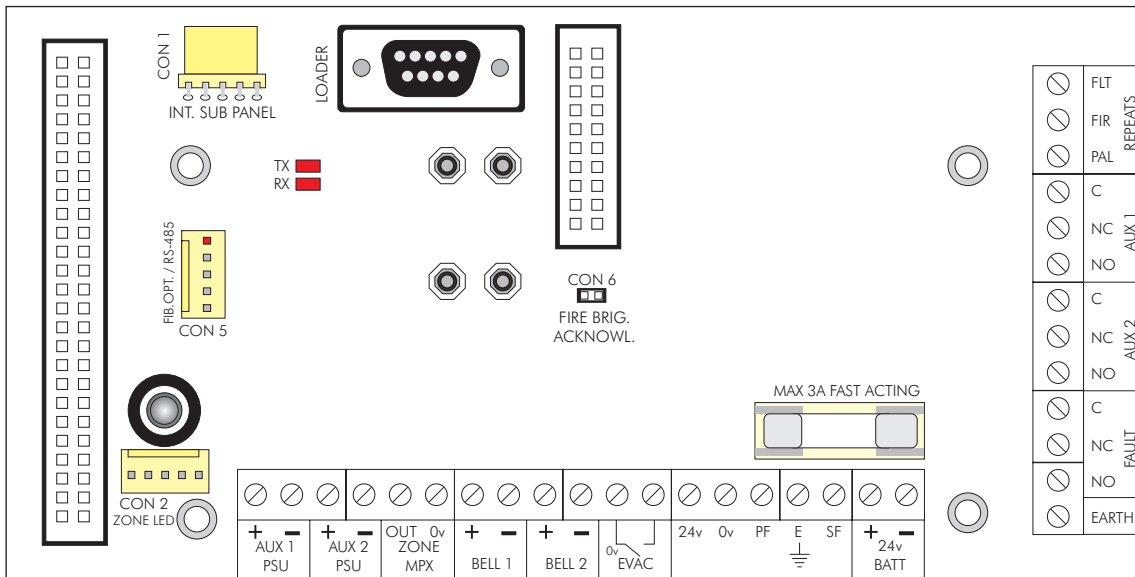 CON 1
INT. SUB PANEL
LOADER
TX
RX
FIB.OPT. / RS-485
CON 5
CON 6
FIRE BRIG.
ACKNOWL.
MAX 3A FAST ACTING
CON 2
ZONE LED
+ − + − OUT 0v + − + − 0v 24v 0v PF E SF + −
AUX 1
PSU
AUX 2
PSU
ZONE
MPX
BELL 1
BELL 2
EVAC
24v
BATT
FLT
FIR
PAL
REPEATS
C
NC
NO
AUX 1
C
NC
NO
AUX 2
C
NC
NO
FAULT
EARTH